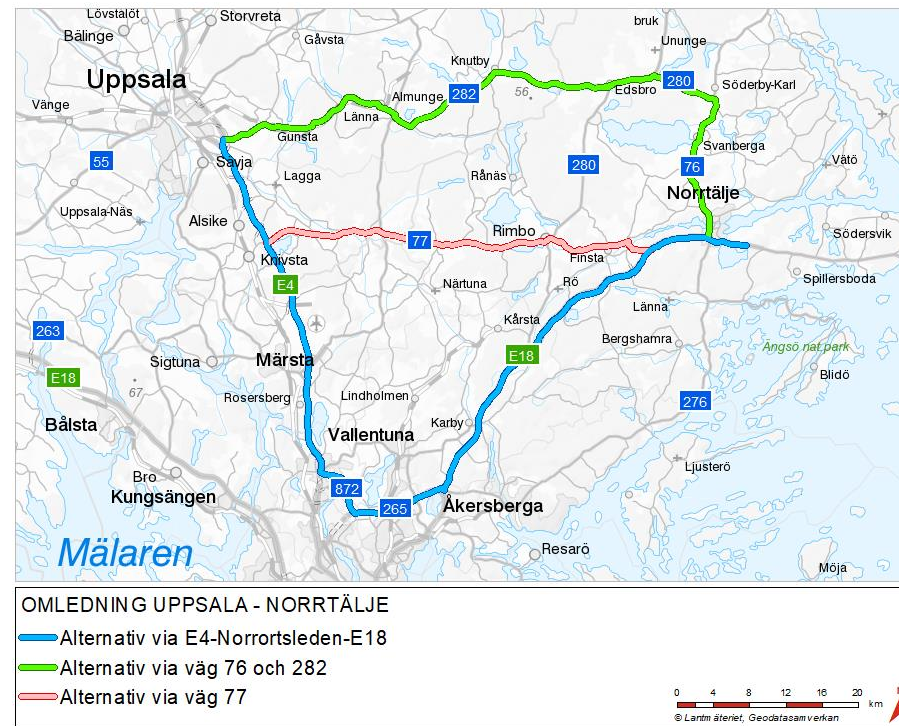 Lövstalöt
Storvreta
bruk
Bälinge
Gåvsta
Ununge
Knutby
Uppsala
280
Söderby-Karl
282
56
Edsbro
Almunge
Vänge
Länna
Gunsta
Svanberga
55
Sävja
280
76
Vätö
Lagga
Rånäs
Norrtälje
Uppsala-Näs
Alsike
Rimbo
Södersvik
77
Knivsta
Finsta
Spillersboda
E4
Närtuna
Rö
Länna
Kårsta
263
Bergshamra
Angsö nat.park
Märsta
E18
Sigtuna
Blidö
E18
67
Rosersberg
Lindholmen
276
Bålsta
Karby
Vallentuna
Ljusterö
Bro
872
Kungsängen
265
Åkersberga
Mälaren
Resarö
Möja
OMLEDNING UPPSALA - NORRTÄLJE
Alternativ via E4-Norrortsleden-E18
Alternativ via väg 76 och 282
Alternativ via väg 77
0 4 8 12 16 20
km
© Lantmäteriet, Geodatasamverkan